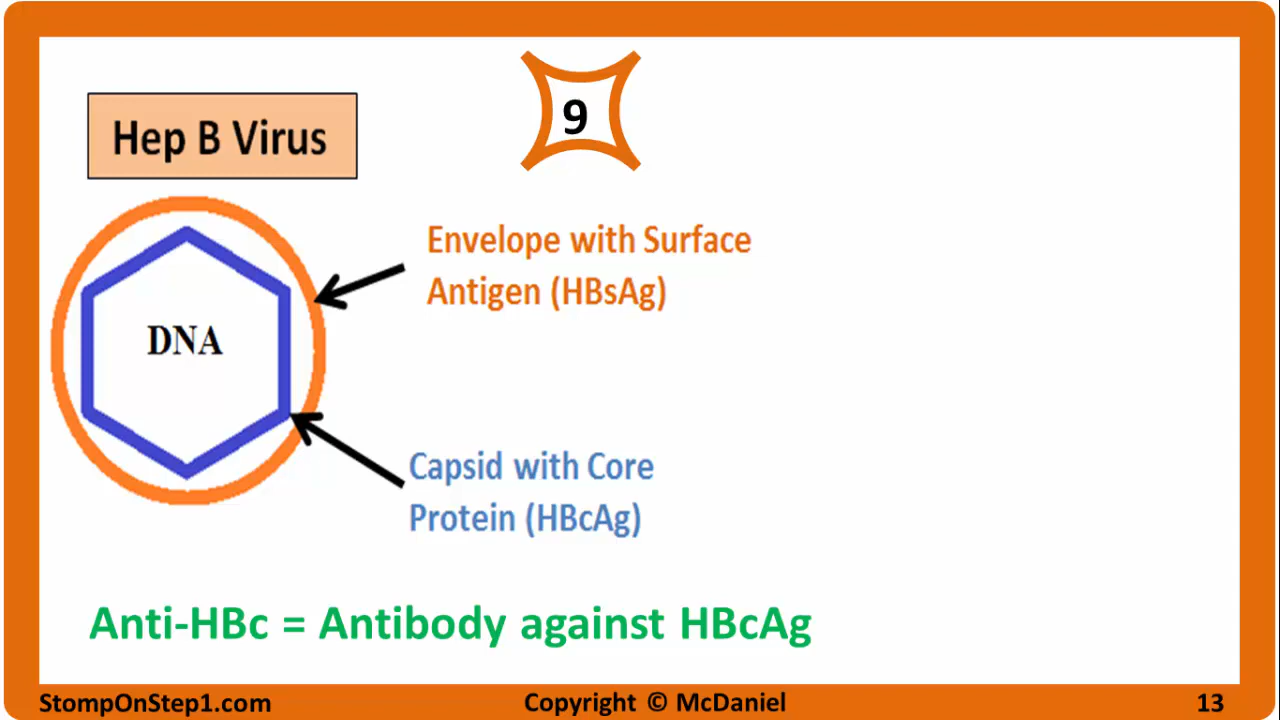 9
Hep B Virus
Envelope with Surface
Antigen (HBsAg)
DNA
Capsid with Core
Protein (HBcAg)
Anti-HBc = Antibody against HBcAg
StompOnStep1.com
Copyright © McDaniel
13